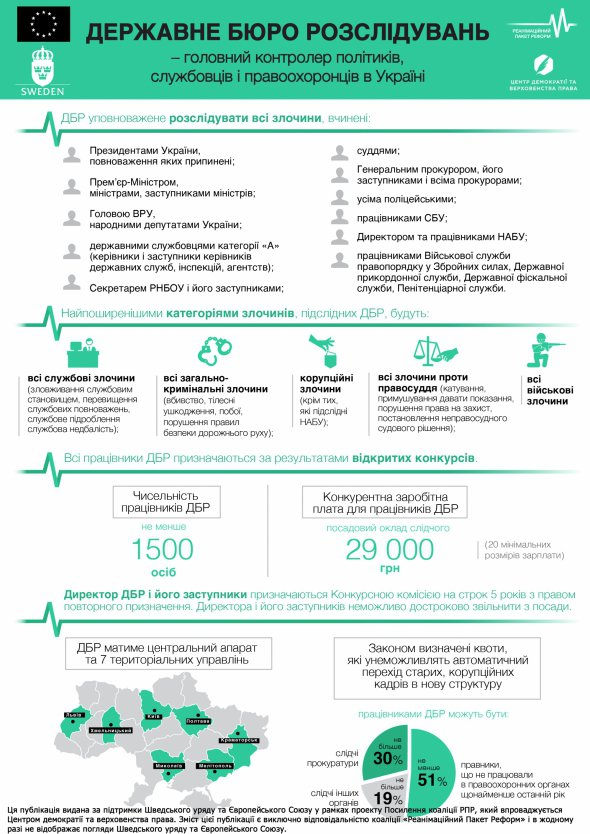 ДЕРЖАВНЕ БЮРО РОЗСЛІДУВАНЬ
– головний контролер політиків,
службовців і правоохоронців в Україні
SWEDEN
РЕАНІМАЦІЙНИЙ
ПАКЕТ РЕФОРМ
ЦЕНТР ДЕМОКРАТІЇ ТА
ВЕРХОВЕНСТВА ПРАВА
ДБР уповноважене розслідувати всі злочини, вчинені:
Президентами України,
повноваження яких припинені;
Прем'єр-Міністром,
міністрами, заступниками міністрів;
Головою ВРУ,
народними депутатами України;
державними службовцями категорії «А»
(керівники і заступники керівників
державних служб, інспекцій, агентств);
Секретарем РНБОУ і його заступниками;
суддями;
Генеральним прокурором, його
заступниками і всіма прокурорами;
усіма поліцейськими;
працівниками СБУ;
Директором та працівниками НАБУ;
працівниками Військової служби
правопорядку у Збройних силах, Державної
прикордонної служби, Державної фіскальної
служби, Пенітенціарної служби.
Найпоширенішими категоріями злочинів, підслідних ДБР, будуть:
всі службові злочини
(зловживання службовим
становищем, перевищення
службових повноважень,
службове підроблення
службова недбалість);
всі загально-
кримінальні злочини
(вбивство, тілесні
ушкодження, побої,
порушення правил
безпеки дорожнього руху);
корупційні
злочини
(крім тих,
які підслідні
НАБУ);
всі злочини проти
правосуддя (катування,
примушування давати показання,
порушення права на захист,
постановлення неправосудного
судового рішення);
всі
військові
злочини
Всі працівники ДБР призначаються за результатами відкритих конкурсів.
Чисельність
працівників ДБР
не менше
1500
осіб
Конкурентна заробітна
плата для працівників ДБР
посадовий оклад слідчого
29 000
грн
(20 мінімальних
розмірів зарплати)
Директор ДБР і його заступники призначаються Конкурсною комісією на строк 5 років з правом
повторного призначення. Директора і його заступників неможливо достроково звільнити з посади.
ДБР матиме центральний апарат
та 7 територіальних управлінь
Львів
Хмельницький
Київ
Полтава
Краматорськ
Миколаїв
Мелітополь
Законом визначені квоти,
які унеможливлять автоматичний
перехід старих, корупційних
кадрів в нову структуру
працівниками ДБР можуть бути:
слідчі
прокуратури
не
більше
30%
слідчі інших
органів
не
більше
19%
не
менше
51%
правники,
що не працювали
в правоохоронних органах
щонайменше останній рік
Ця публікація видана за підтримки Шведського уряду та Європейського Союзу у рамках проекту Посилення коаліції РПР, який впроваджується
Центром демократії та верховенства права. Зміст цієї публікації є виключно відповідальністю коаліції «Реанімаційний Пакет Реформ» і в жодному
разі не відображає погляди Шведського уряду та Європейського Союзу.